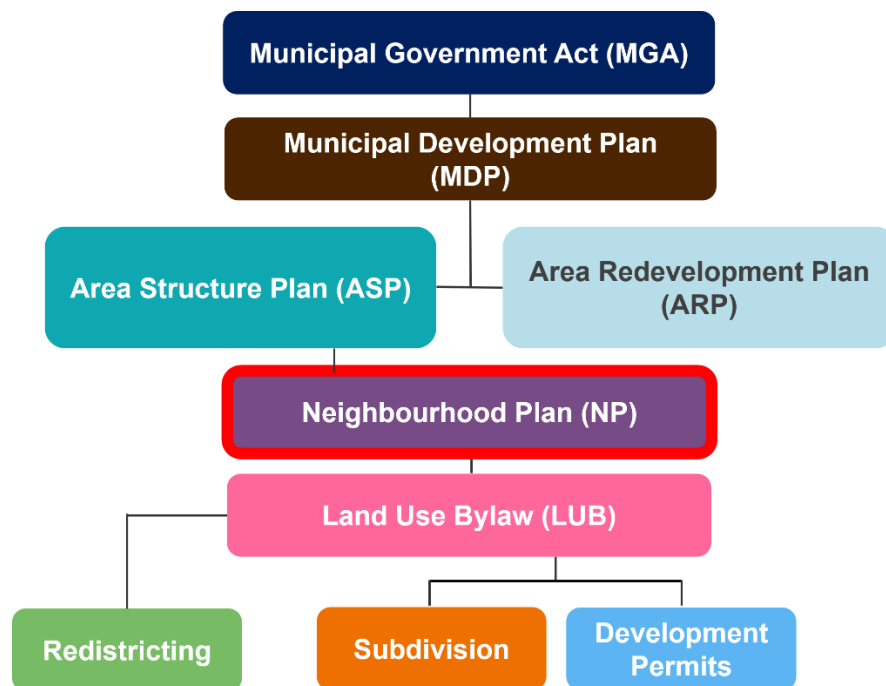 Municipal Government Act (MGA)
Municipal Development Plan
(MDP)
Area Structure Plan (ASP)
Area Redevelopment Plan
(ARP)
Neighbourhood Plan (NP)
Land Use Bylaw (LUB)
Redistricting
Subdivision
Development
Permits